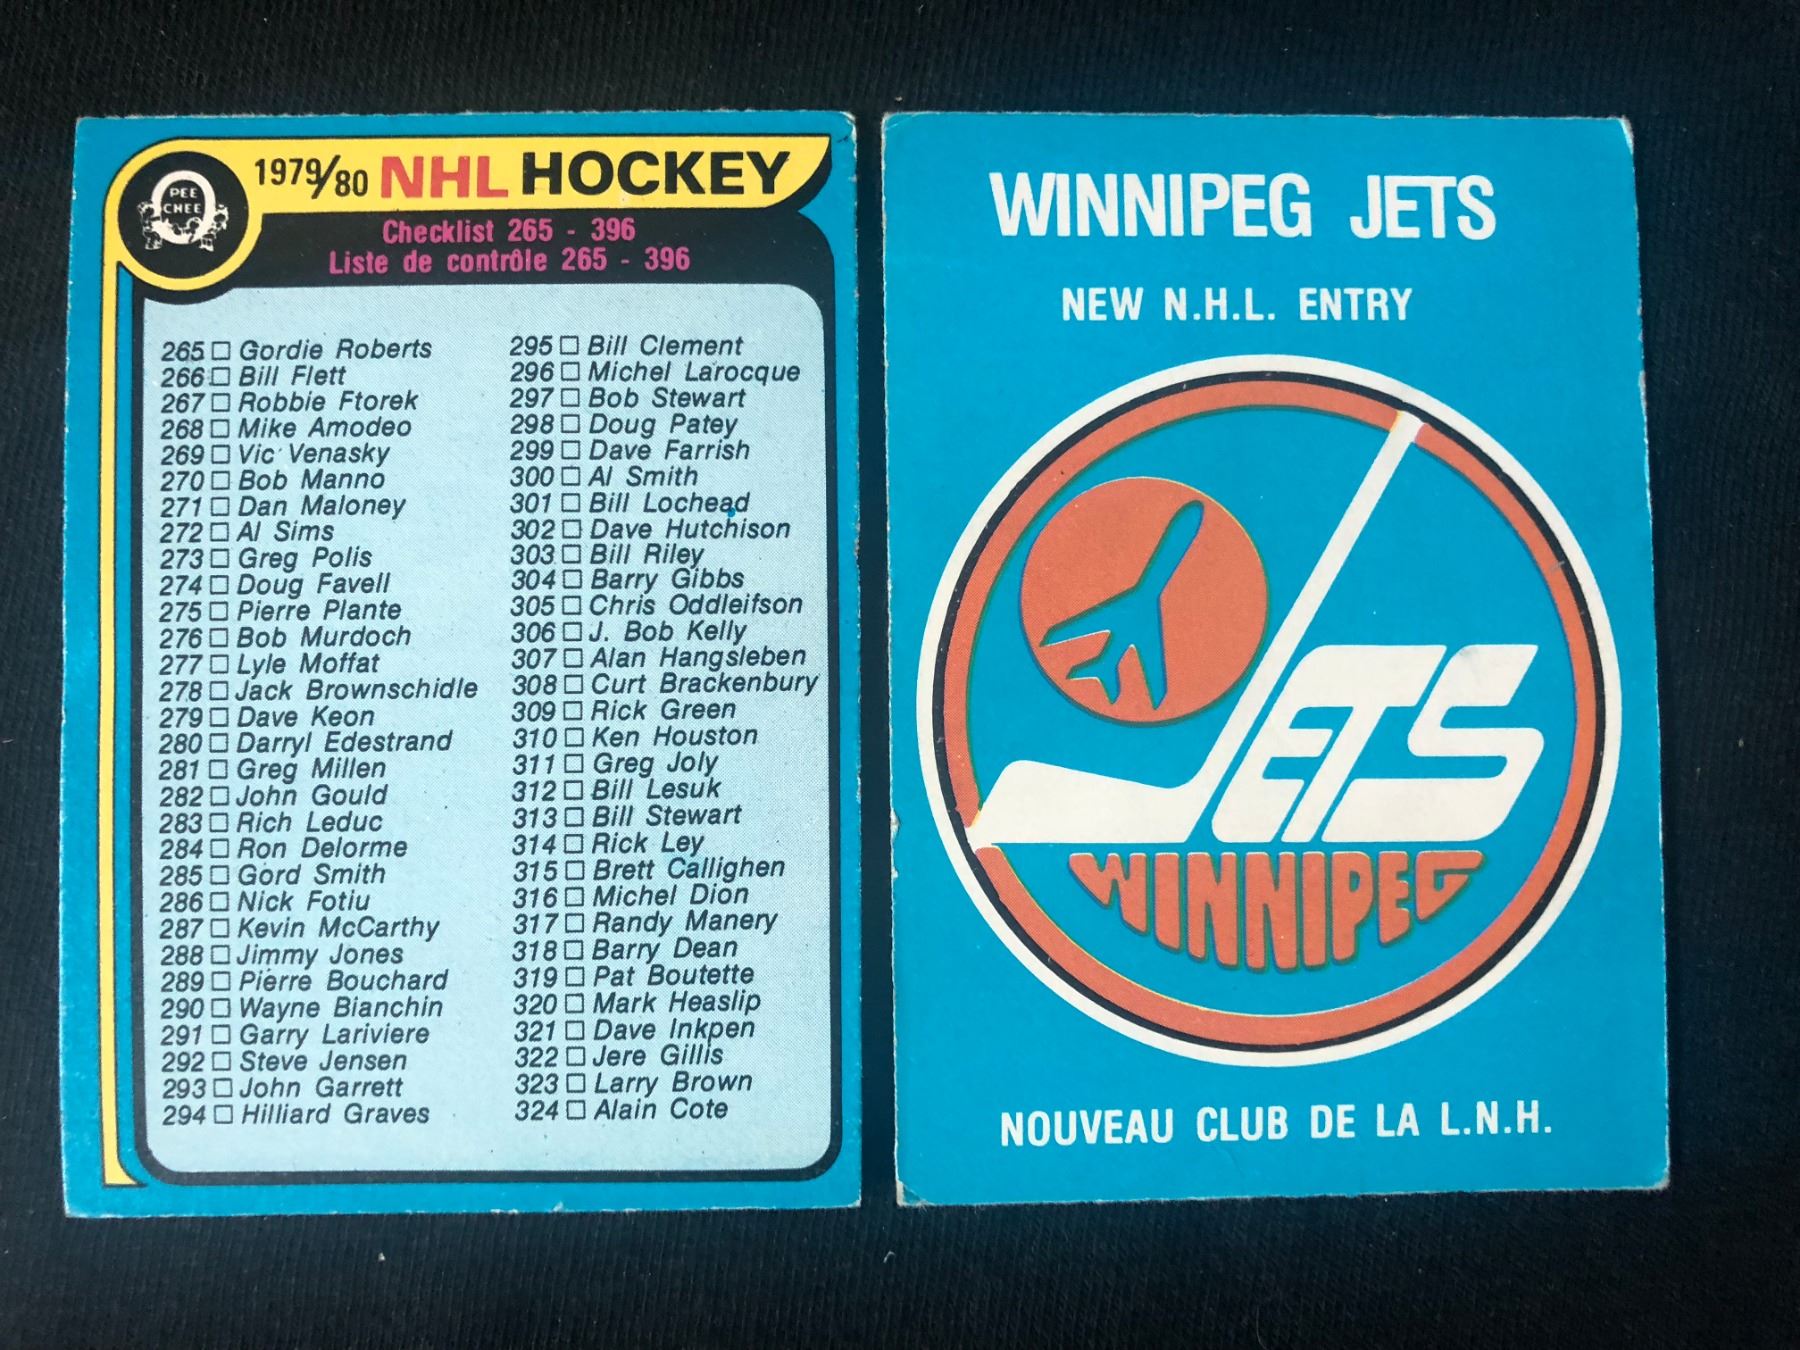 PEE
CHEE
1979/80 NHL HOCKEY
Checklist 265 - 396
Liste de contrôle 265 - 396
265 Gordie Roberts
266 Bill Flett
267 Robbie Ftorek
268 Mike Amodeo
269 Vic Venasky
270 Bob Manno
271 Dan Maloney
272 Al Sims
273 Greg Polis
274 Doug Favell
275 Pierre Plante
276 Bob Murdoch
277 Lyle Moffat
278 Jack Brownschidle
279 Dave Keon
280 Darryl Edestrand
281 Greg Millen
282 John Gould
283 Rich Leduc
284 Ron Delorme
285 Gord Smith
286 Nick Fotiu
287 Kevin McCarthy
288 Jimmy Jones
289 Pierre Bouchard
290 Wayne Bianchin
291 Garry Lariviere
292 Steve Jensen
293 John Garrett
294 Hilliard Graves
295 Bill Clement
296 Michel Larocque
297 Bob Stewart
298 Doug Patey
299 Dave Farrish
300 Al Smith
301 Bill Lochead
302 Dave Hutchison
303 Bill Riley
304 Barry Gibbs
305 Chris Oddleifson
306 J. Bob Kelly
307 Alan Hangsleben
308 Curt Brackenbury
309 Rick Green
310 Ken Houston
311 Greg Joly
312 Bill Lesuk
313 Bill Stewart
314 Rick Ley
315 Brett Callighen
316 Michel Dion
317 Randy Manery
318 Barry Dean
319 Pat Boutette
320 Mark Heaslip
321 Dave Inkpen
322 Jere Gillis
323 Larry Brown
324 Alain Cote
WINNIPEG JETS
NEW N.H.L. ENTRY
JETS
WINNIPEG
NOUVEAU CLUB DE LA L.N.H.